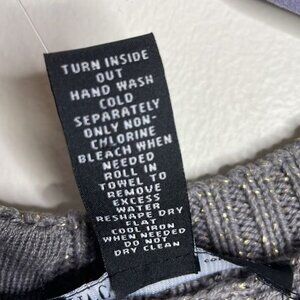 TURN INSIDE
OUT
HAND WASH
COLD
SEPARATELY
ONLY NON-
CHLORINE
BLEACH WHEN
NEEDED
ROLL IN
TOWEL TO
REMOVE
EXCESS
WATER
RESHAPE DRY
FLAT
COOL IRON
WHEN NEEDED
DO NOT
DRY CLEAN